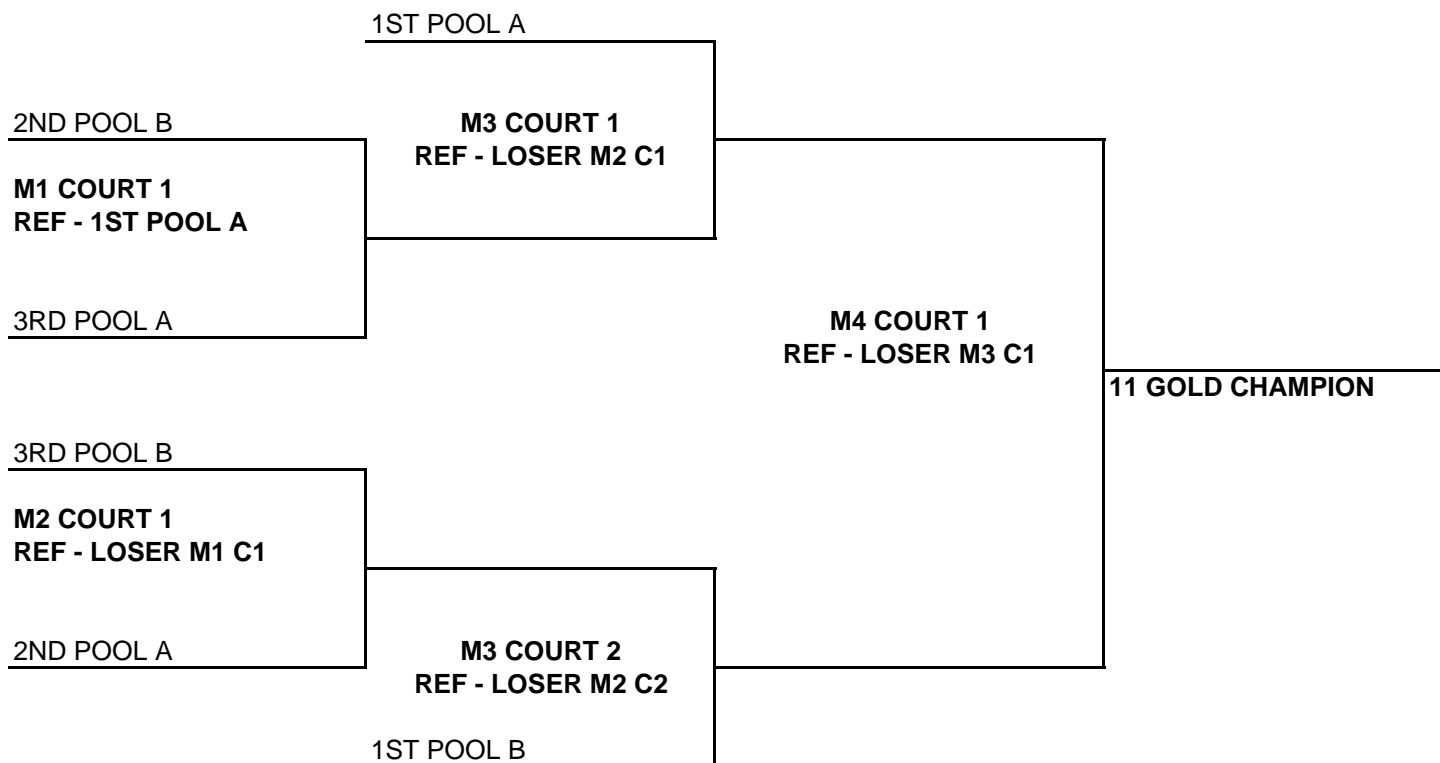 1ST POOL A
2ND POOL B
M3 COURT 1
REF - LOSER M2 C1
M1 COURT 1
REF - 1ST POOL A
3RD POOL A
M4 COURT 1
REF - LOSER M3 C1
11 GOLD CHAMPION
3RD POOL B
M2 COURT 1
REF - LOSER M1 C1
2ND POOL A
M3 COURT 2
REF - LOSER M2 C2
1ST POOL B